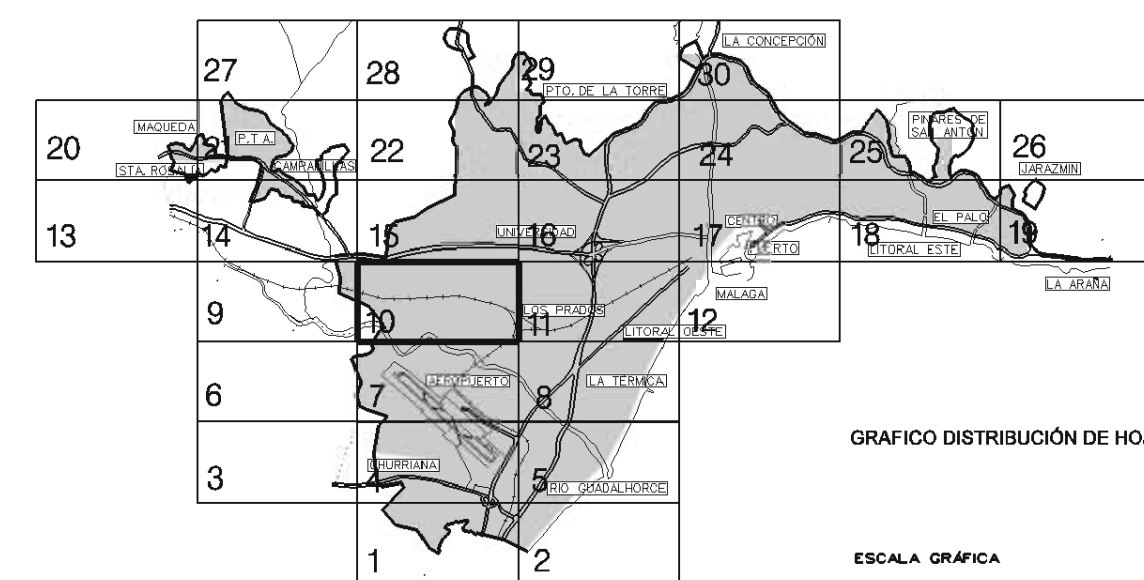 LA CONCEPCIÓN
27
28
29
30
PTO. DE LA TORRE
MAQUEDA
P.T.A.
PINARES DE
SAN ANTÓN
20
21
22
23
24
25
26
STA. ROSALÍA
CAMPANILLAS
JARAZMIN
13
14
15
UNIVERSIDAD
16
17
CENTRO
PUERTO
18
EL PALO
19
LITORAL ESTE
LA ARAÑA
MALAGA
9
10
LOS PRADOS
11
LITORAL OESTE
12
6
7
AEROPUERTO
8
LA TÉRMICA
GRAFICO DISTRIBUCIÓN DE HO
3
CHURRIANA
4
5
RIO GUADALHORCE
1
2
ESCALA GRÁFICA